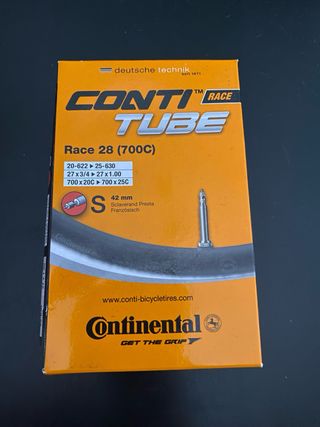 deutsche technik
seit 1871
CONTI™ RACE
TUBE
Race 28 (700C)
20-622 ▸ 25-630
27 x 3/4 ▸ 27 x 1.00
700 x 20C ▸ 700 x 25C
S
42 mm
Sclaverand Presta
Französisch
www.conti-bicycletires.com
Continental
GET THE GRIP